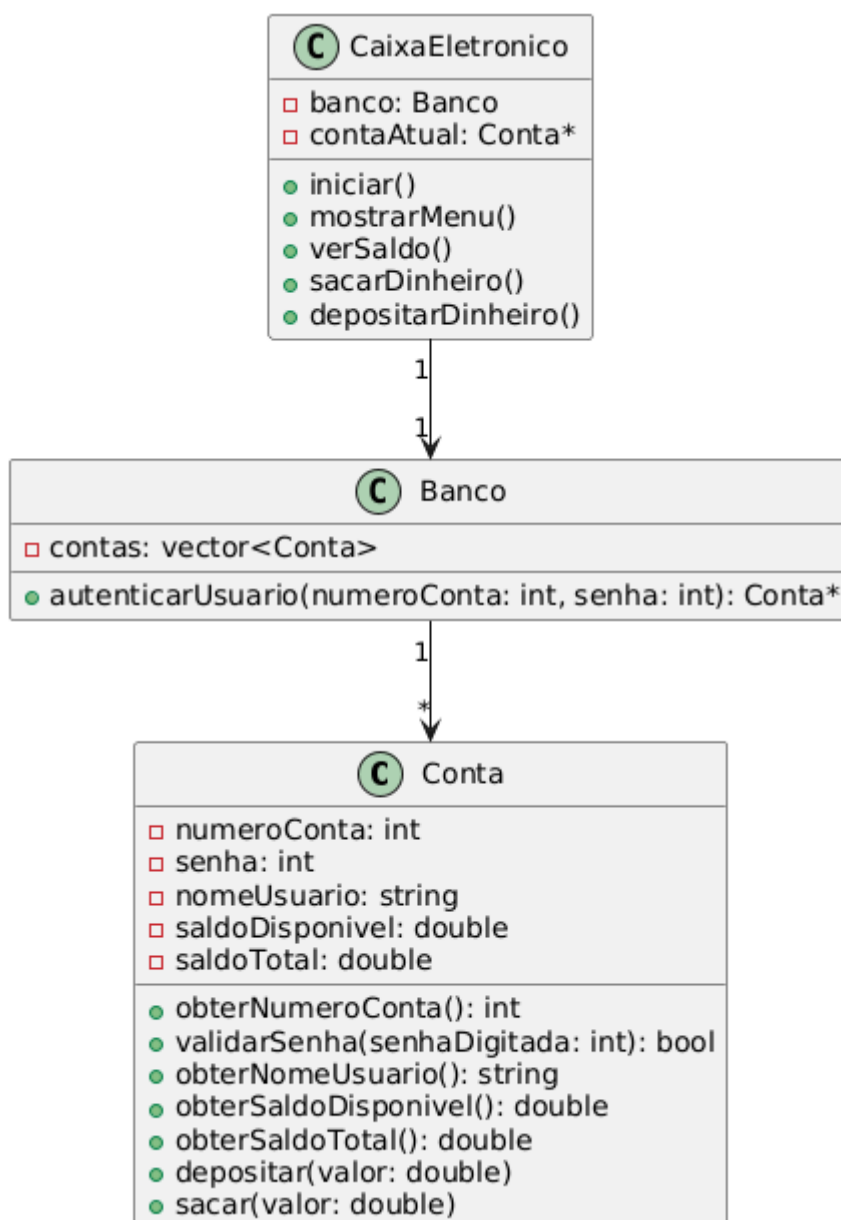 C CaixaEletronico
banco: Banco
contaAtual: Conta*
iniciar()
mostrarMenu()
verSaldo()
sacarDinheiro()
depositarDinheiro()
1
1
C Banco
contas: vector<Conta>
autenticarUsuario(numeroConta: int, senha: int): Conta*
1
*
C Conta
numeroConta: int
senha: int
nomeUsuario: string
saldoDisponivel: double
saldoTotal: double
obterNumeroConta(): int
validarSenha(senhaDigitada: int): bool
obterNomeUsuario(): string
obterSaldoDisponivel(): double
obterSaldoTotal(): double
depositar(valor: double)
sacar(valor: double)